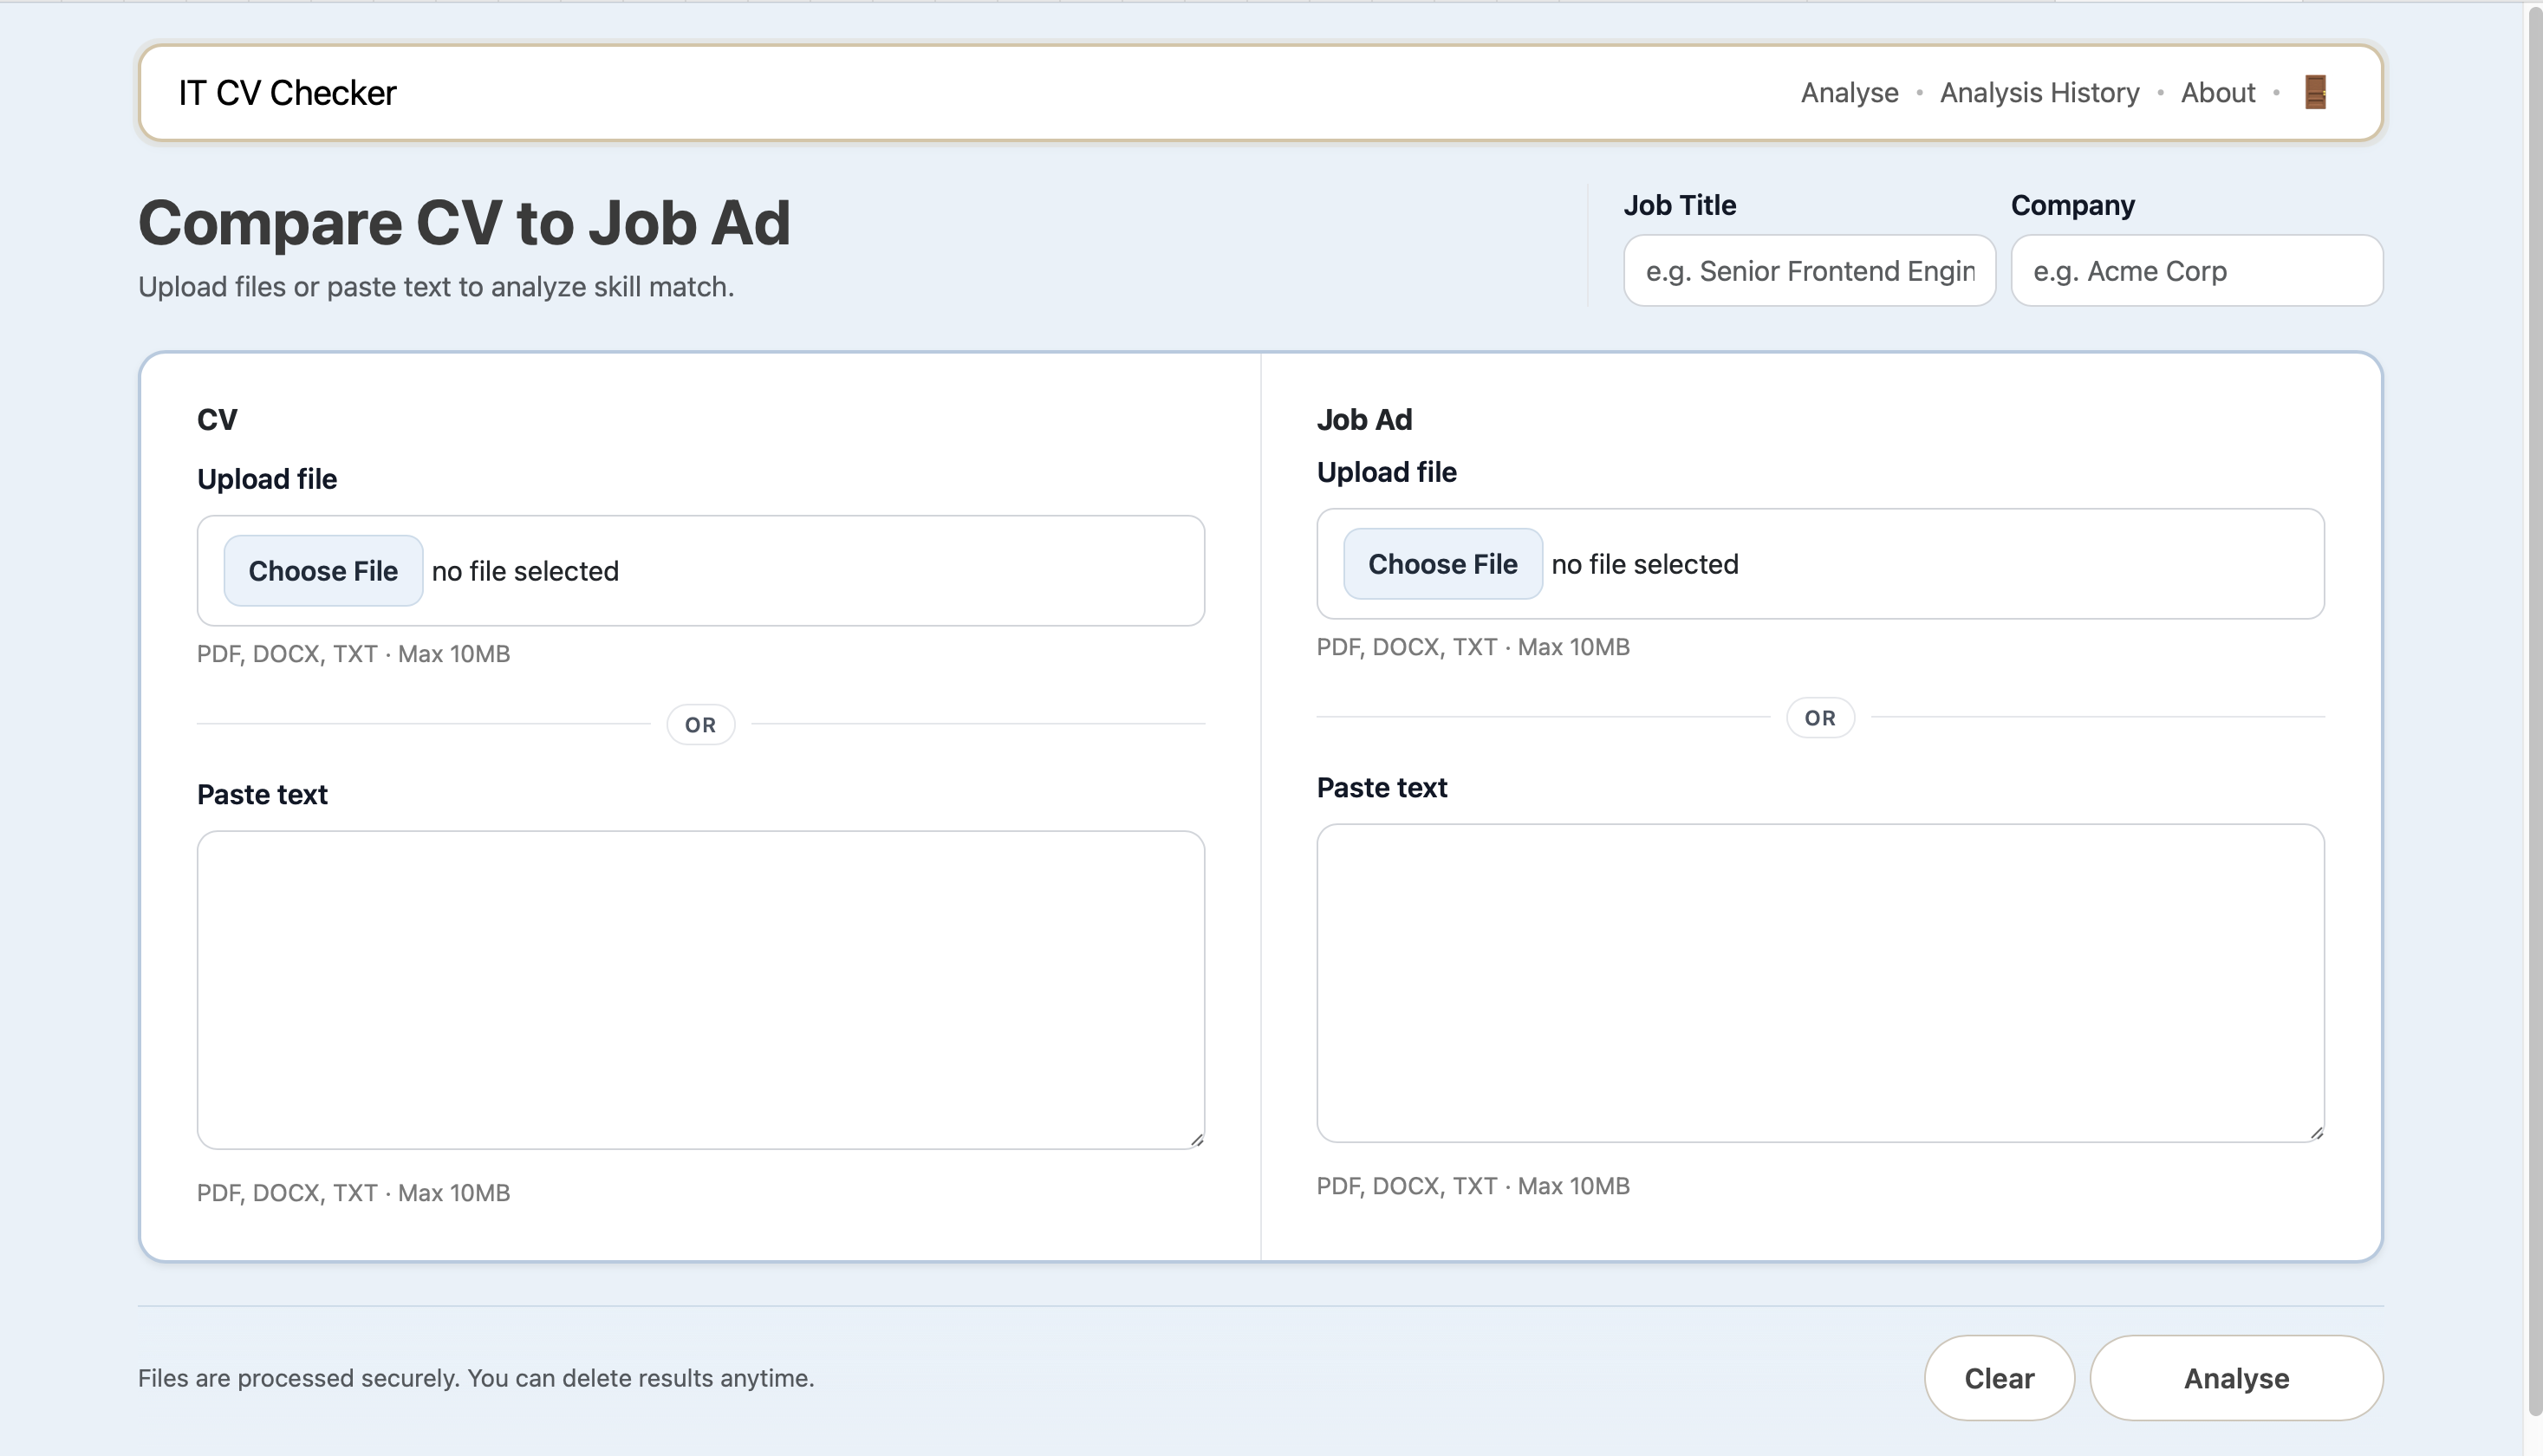 IT CV Checker
Analyse • Analysis History • About •
Compare CV to Job Ad
Upload files or paste text to analyze skill match.
Job Title
e.g. Senior Frontend Engin
Company
e.g. Acme Corp
CV
Upload file
Choose File no file selected
PDF, DOCX, TXT · Max 10MB
OR
Paste text
PDF, DOCX, TXT · Max 10MB
Job Ad
Upload file
Choose File no file selected
PDF, DOCX, TXT · Max 10MB
OR
Paste text
PDF, DOCX, TXT · Max 10MB
Files are processed securely. You can delete results anytime.
Clear
Analyse